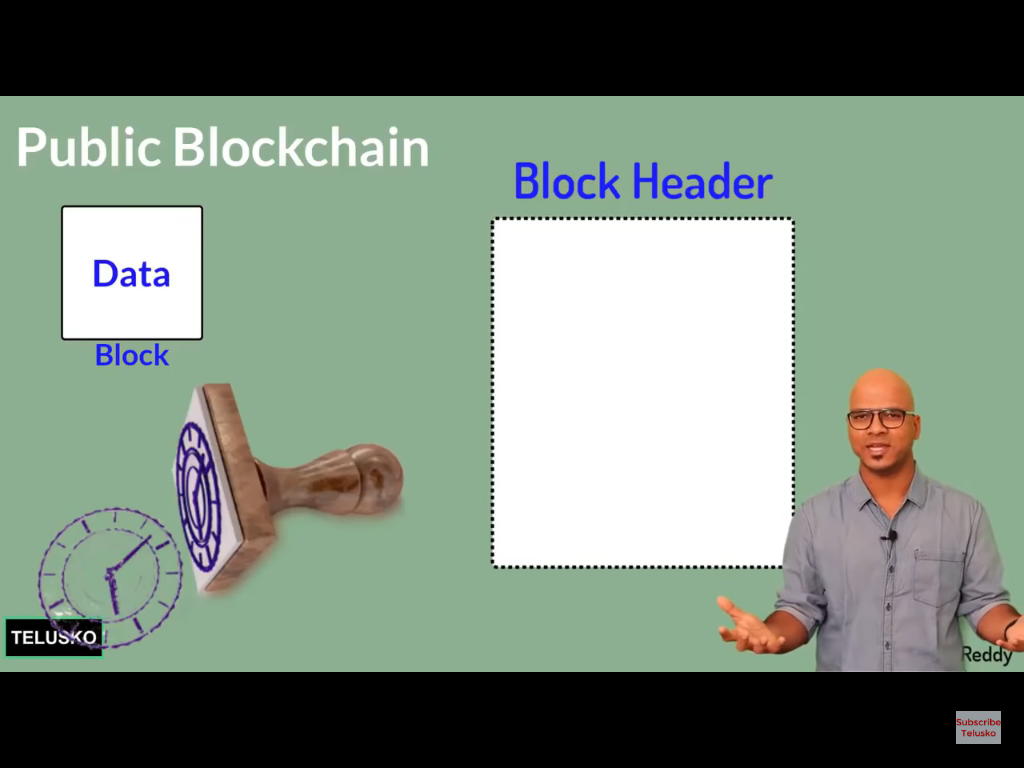 Public Blockchain
Block Header
Data
Block
TELUSKO
Reddy
Subscribe
Telusko